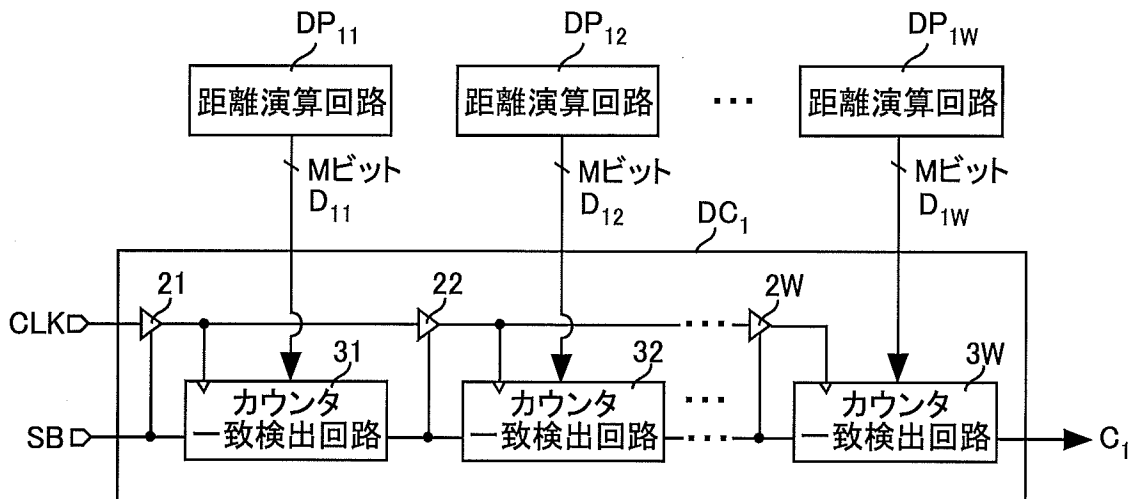 DP11
DP12
DP1W
距離演算回路
距離演算回路
...
距離演算回路
Mビット
D11
Mビット
D12
Mビット
D1W
DC1
CLK
21
22
...
2W
31
32
3W
SB
カウンタ
一致検出回路
カウンタ
一致検出回路
...
...
カウンタ
一致検出回路
C1